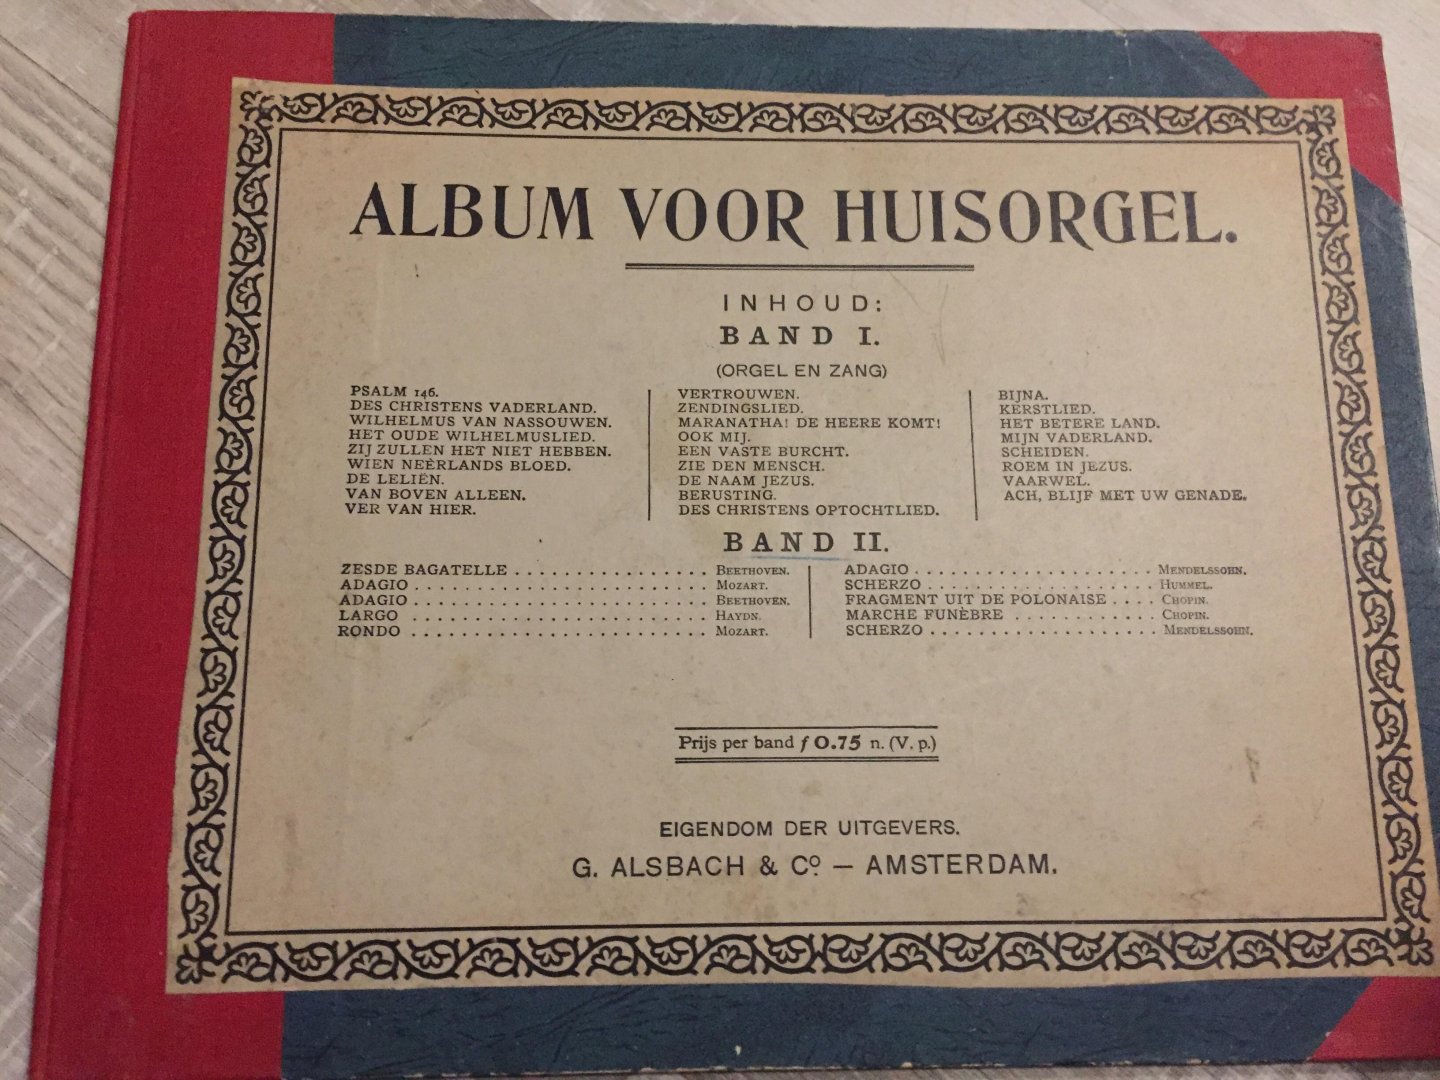 ALBUM VOOR HUISORGEL.
INHOUD:
BAND I.
(ORGEL EN ZANG)
PSALM 146.
DES CHRISTENS VADERLAND.
WILHELMUS VAN NASSOUWEN.
HET OUDE WILHELMUSLIED.
ZIJ ZULLEN HET NIET HEBBEN.
WIEN NEÈRLANDS BLOED.
DE LELIËN.
VAN BOVEN ALLEEN.
VER VAN HIER.
VERTROUWEN.
ZENDINGSLIED.
MARANATHA! DE HEERE KOMT!
OOK MIJ.
EEN VASTE BURCHT.
ZIE DEN MENSCH.
DE NAAM JEZUS.
BERUSTING.
DES CHRISTENS OPTOCHTLIED.
BIJNA.
KERSTLIED.
HET BETERE LAND.
MIJN VADERLAND.
SCHEIDEN.
ROEM IN JEZUS.
VAARWEL.
ACH, BLIJF MET UW GENADE.
BAND II.
ZESDE BAGATELLE ................ BEETHOVEN.
ADAGIO ........................ MOZART.
ADAGIO ........................ BEETHOVEN.
LARGO ......................... HAYDN.
RONDO ........................ MOZART.
ADAGIO .................... MENDELSSOHN.
SCHERZO ................... HUMMEL.
FRAGMENT UIT DE POLONAISE .... CHOPIN.
MARCHE FUNÈBRE ............ CHOPIN.
SCHERZO ................... MENDELSSOHN.
Prijs per band f 0.75 n. (V. p.)
EIGENDOM DER UITGEVERS.
G. ALSBACH & Cº — AMSTERDAM.